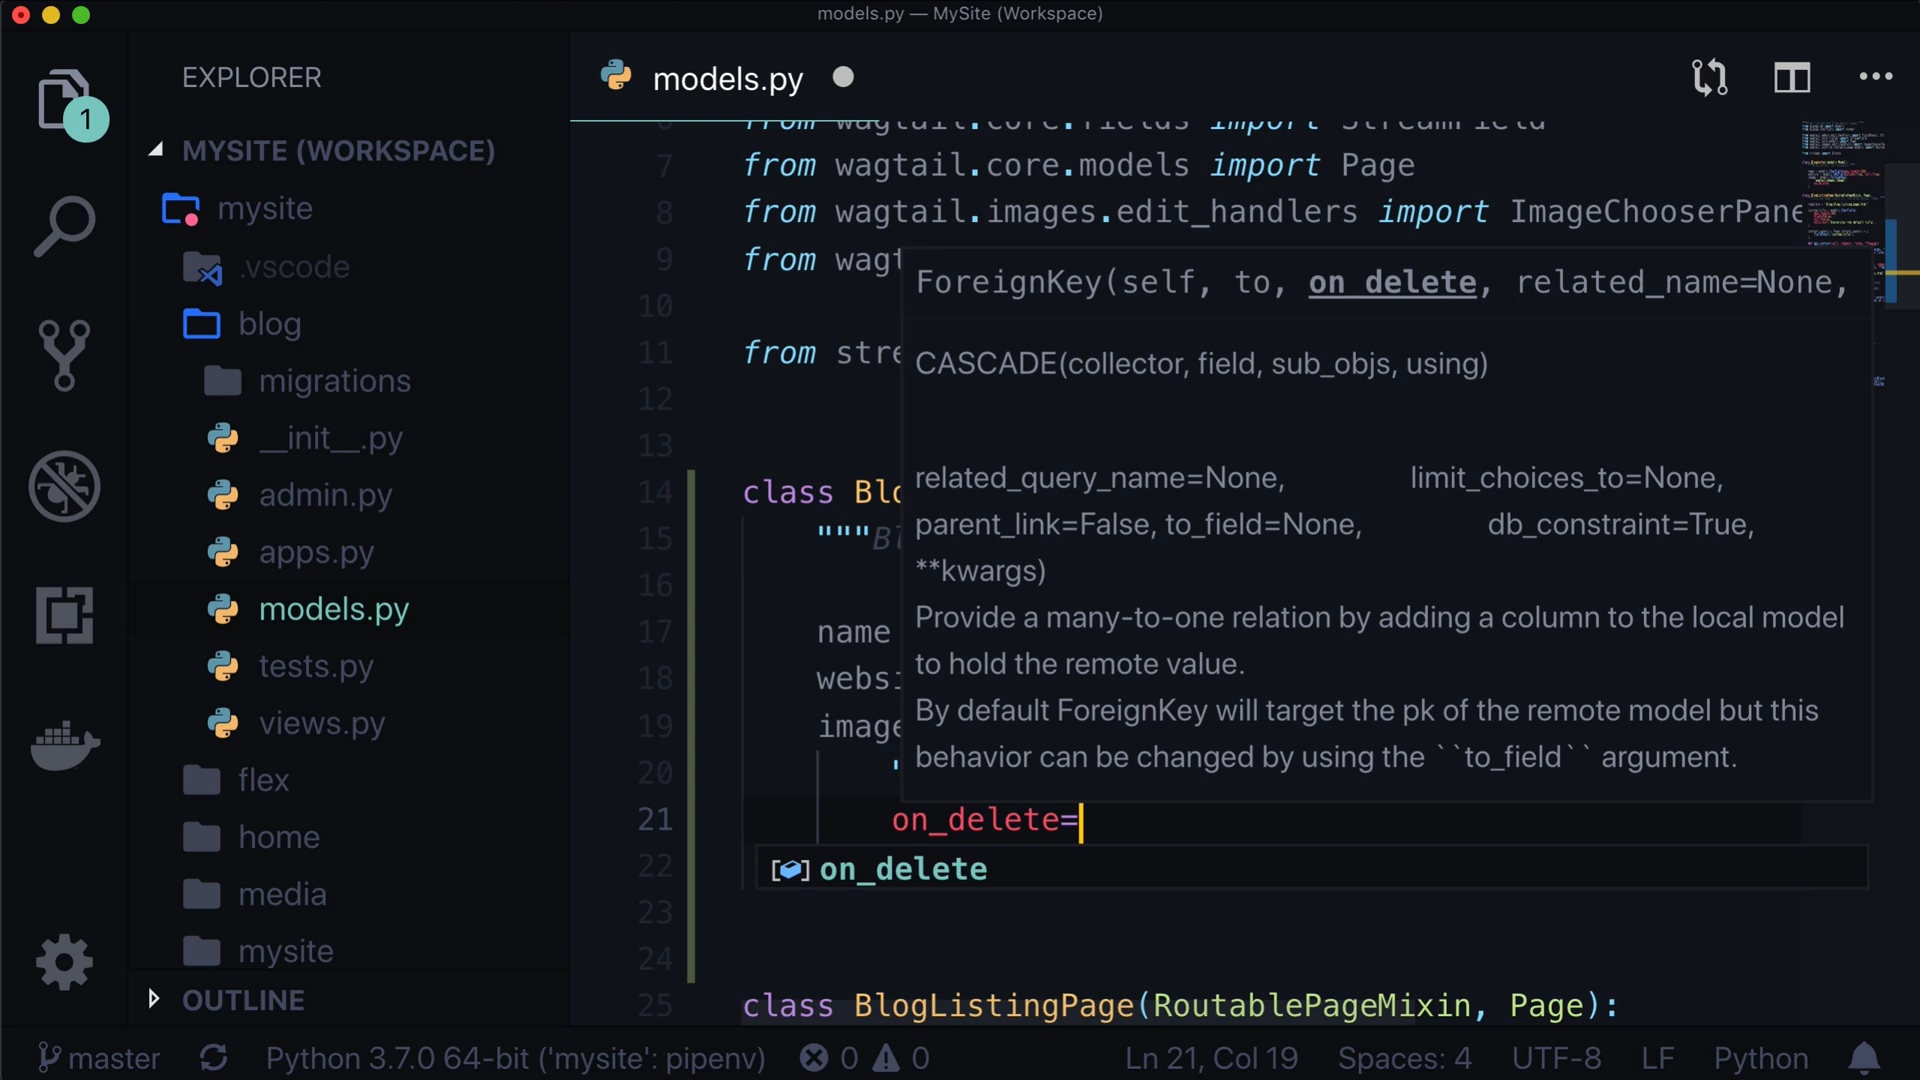 models.py — MySite (Workspace)
EXPLORER
1
MYSITE (WORKSPACE)
mysite
.vscode
blog
migrations
__init__.py
admin.py
apps.py
models.py
tests.py
views.py
flex
home
media
mysite
OUTLINE
models.py
from wagtail.core.fields import StreamField
7 from wagtail.core.models import Page
8 from wagtail.images.edit_handlers import ImageChooserPane
9 from wagt
10
11 from stre
12
13
14 class Blo
15 """Bl
16
17 name
18 websi
19 image
20 "
21 on_delete=
22
23
24
25 class BlogListingPage(RoutablePageMixin, Page):
ForeignKey(self, to, on_delete, related_name=None,
CASCADE(collector, field, sub_objs, using)
related_query_name=None, limit_choices_to=None,
parent_link=False, to_field=None, db_constraint=True,
**kwargs)
Provide a many-to-one relation by adding a column to the local model
to hold the remote value.
By default ForeignKey will target the pk of the remote model but this
behavior can be changed by using the ``to_field`` argument.
on_delete
master Python 3.7.0 64-bit ('mysite': pipenv) 0 0 Ln 21, Col 19 Spaces: 4 UTF-8 LF Python